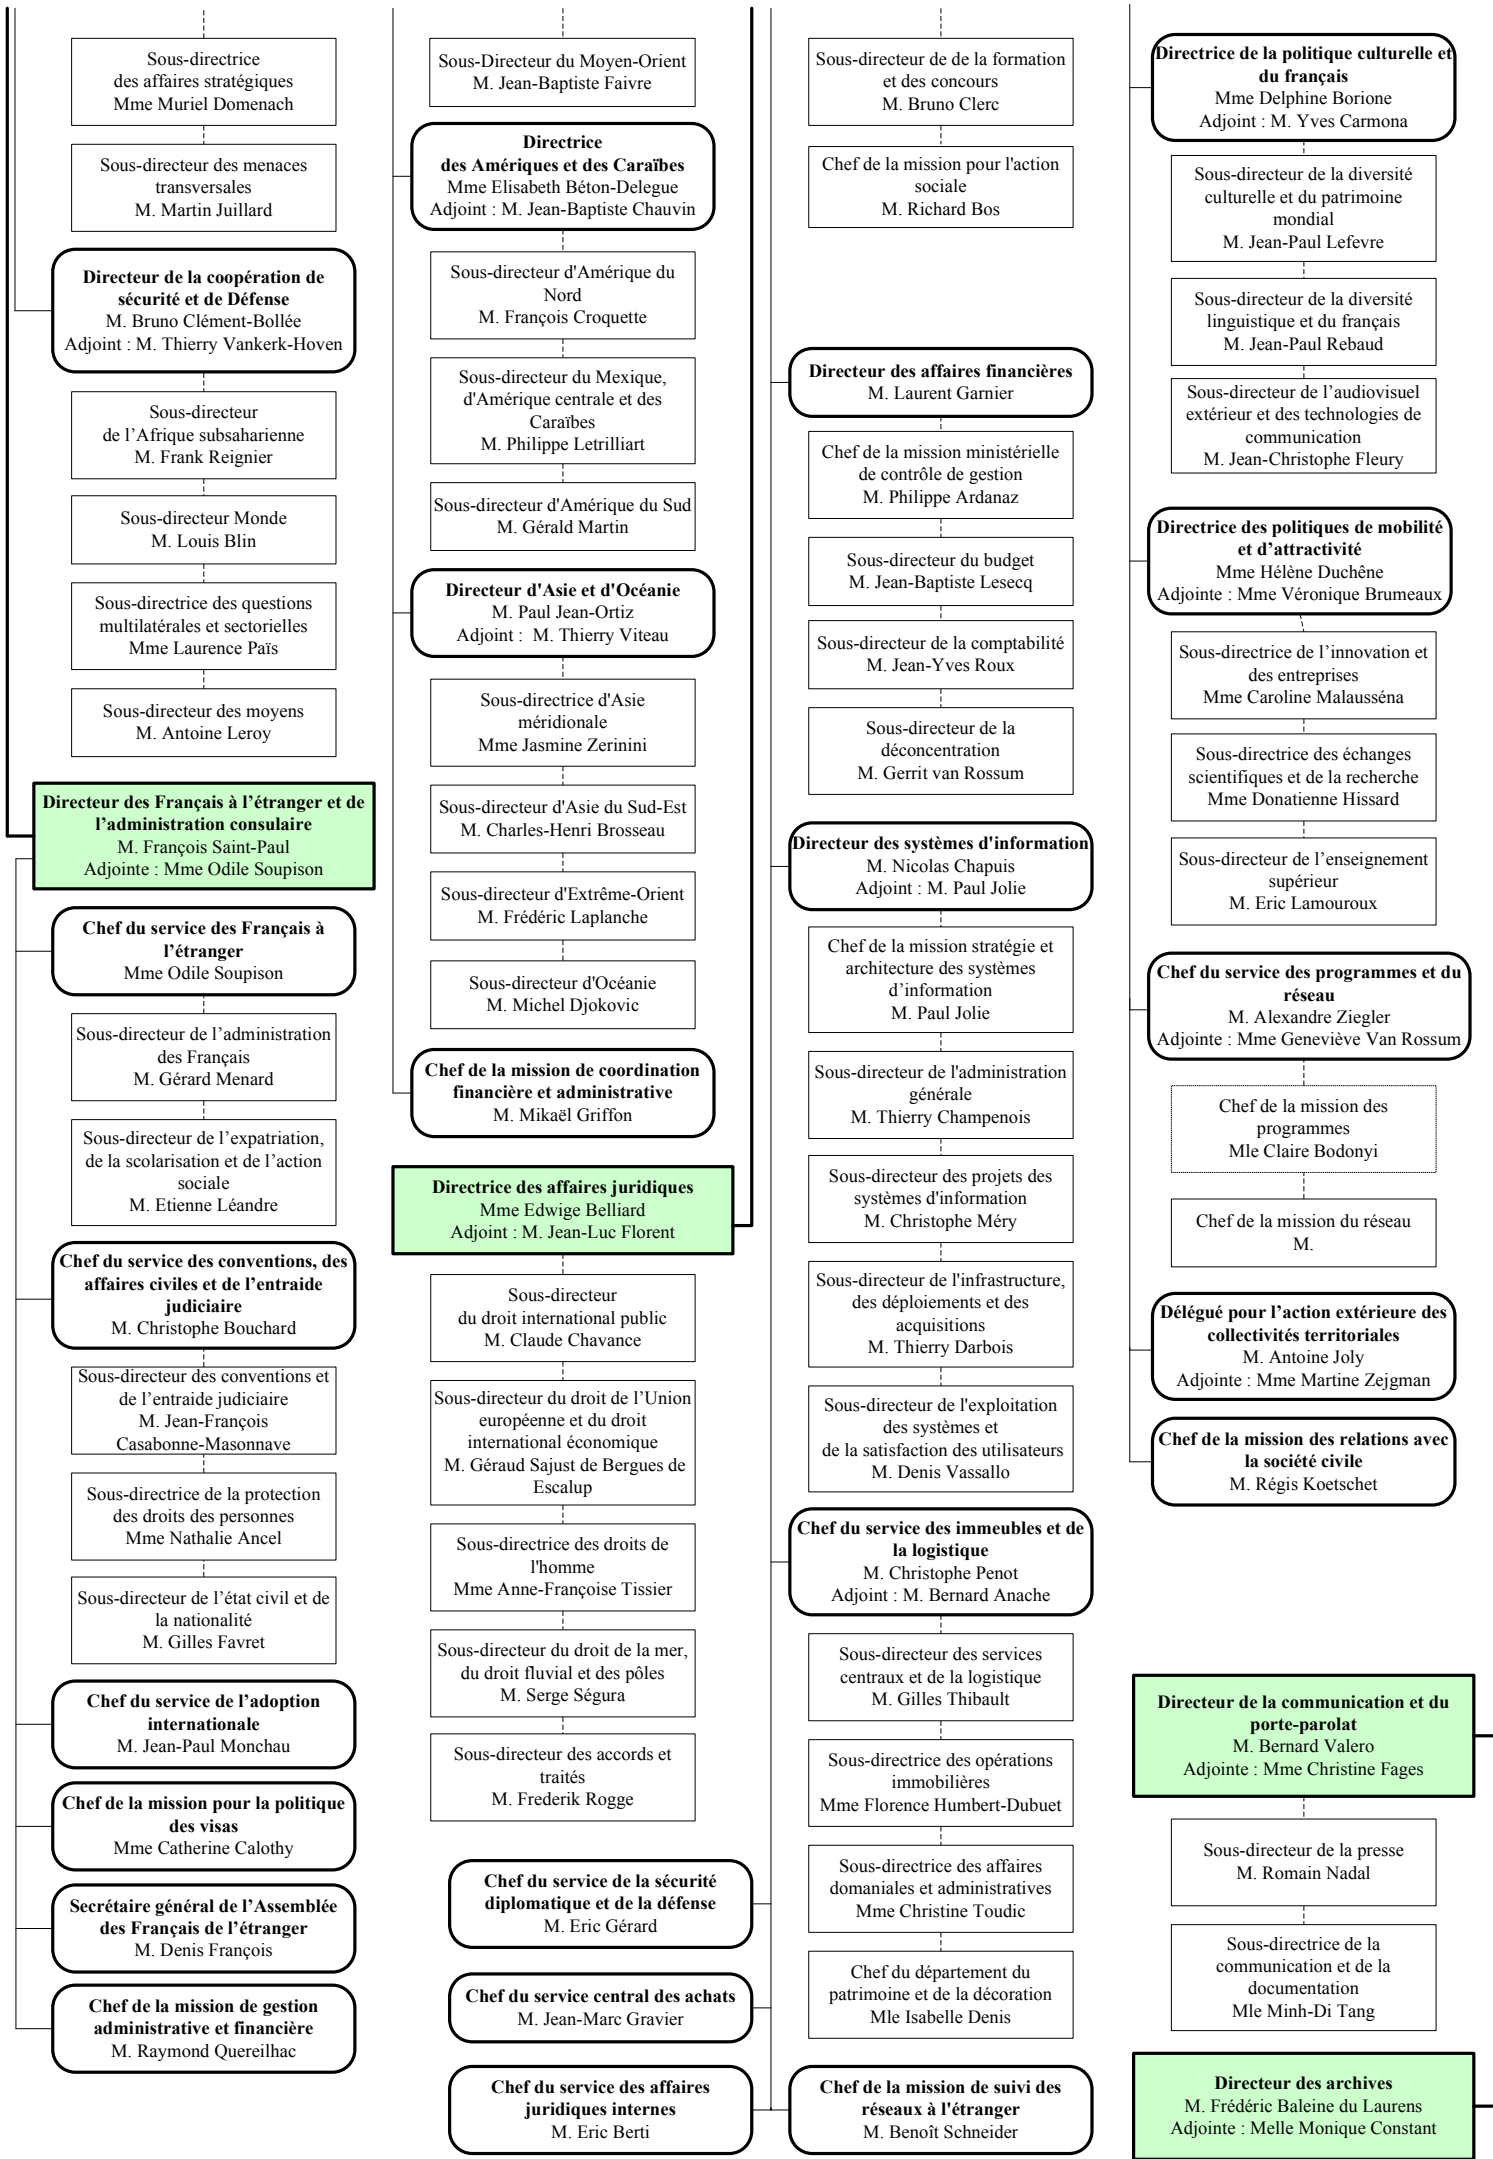 Sous-directrice
des affaires stratégiques
Mme Muriel Domenach
Sous-directeur des menaces
transversales
M. Martin Juillard
Directeur de la coopération de
sécurité et de Défense
M. Bruno Clément-Bollée
Adjoint : M. Thierry Vankerk-Hoven
Sous-directeur
de l’Afrique subsaharienne
M. Frank Reignier
Sous-directeur Monde
M. Louis Blin
Sous-directrice des questions
multilatérales et sectorielles
Mme Laurence Païs
Sous-directeur des moyens
M. Antoine Leroy
Directeur des Français à l’étranger et de
l’administration consulaire
M. François Saint-Paul
Adjointe : Mme Odile Soupison
Chef du service des Français à
l’étranger
Mme Odile Soupison
Sous-directeur de l’administration
des Français
M. Gérard Menard
Sous-directeur de l’expatriation,
de la scolarisation et de l’action
sociale
M. Etienne Léandre
Chef du service des conventions, des
affaires civiles et de l’entraide
judiciaire
M. Christophe Bouchard
Sous-directeur des conventions et
de l’entraide judiciaire
M. Jean-François
Casabonne-Masonnave
Sous-directrice de la protection
des droits des personnes
Mme Nathalie Ancel
Sous-directeur de l’état civil et de
la nationalité
M. Gilles Favret
Chef du service de l’adoption
internationale
M. Jean-Paul Monchau
Chef de la mission pour la politique
des visas
Mme Catherine Calothy
Secrétaire général de l’Assemblée
des Français de l’étranger
M. Denis François
Chef de la mission de gestion
administrative et financière
M. Raymond Quereilhac
Sous-Directeur du Moyen-Orient
M. Jean-Baptiste Faivre
Directrice
des Amériques et des Caraïbes
Mme Elisabeth Béton-Delegue
Adjoint : M. Jean-Baptiste Chauvin
Sous-directeur d'Amérique du
Nord
M. François Croquette
Sous-directeur du Mexique,
d'Amérique centrale et des
Caraïbes
M. Philippe Letrilliart
Sous-directeur d'Amérique du Sud
M. Gérald Martin
Directeur d'Asie et d'Océanie
M. Paul Jean-Ortiz
Adjoint : M. Thierry Viteau
Sous-directrice d'Asie
méridionale
Mme Jasmine Zerinini
Sous-directeur d'Asie du Sud-Est
M. Charles-Henri Brosseau
Sous-directeur d'Extrême-Orient
M. Frédéric Laplanche
Sous-directeur d'Océanie
M. Michel Djokovic
Chef de la mission de coordination
financière et administrative
M. Mikaël Griffon
Directrice des affaires juridiques
Mme Edwige Belliard
Adjoint : M. Jean-Luc Florent
Sous-directeur
du droit international public
M. Claude Chavance
Sous-directeur du droit de l’Union
européenne et du droit
international économique
M. Géraud Sajust de Bergues de
Escalup
Sous-directrice des droits de
l'homme
Mme Anne-Françoise Tissier
Sous-directeur du droit de la mer,
du droit fluvial et des pôles
M. Serge Ségura
Sous-directeur des accords et
traités
M. Frederik Rogge
Chef du service de la sécurité
diplomatique et de la défense
M. Eric Gérard
Chef du service central des achats
M. Jean-Marc Gravier
Chef du service des affaires
juridiques internes
M. Eric Berti
Sous-directeur de de la formation
et des concours
M. Bruno Clerc
Chef de la mission pour l'action
sociale
M. Richard Bos
Directeur des affaires financières
M. Laurent Garnier
Chef de la mission ministérielle
de contrôle de gestion
M. Philippe Ardanaz
Sous-directeur du budget
M. Jean-Baptiste Lesecq
Sous-directeur de la comptabilité
M. Jean-Yves Roux
Sous-directeur de la
déconcentration
M. Gerrit van Rossum
Directeur des systèmes d'information
M. Nicolas Chapuis
Adjoint : M. Paul Jolie
Chef de la mission stratégie et
architecture des systèmes
d’information
M. Paul Jolie
Sous-directeur de l'administration
générale
M. Thierry Champenois
Sous-directeur des projets des
systèmes d'information
M. Christophe Méry
Sous-directeur de l'infrastructure,
des déploiements et des
acquisitions
M. Thierry Darbois
Sous-directeur de l'exploitation
des systèmes et
de la satisfaction des utilisateurs
M. Denis Vassallo
Chef du service des immeubles et de
la logistique
M. Christophe Penot
Adjoint : M. Bernard Anache
Sous-directeur des services
centraux et de la logistique
M. Gilles Thibault
Sous-directrice des opérations
immobilières
Mme Florence Humbert-Dubuet
Sous-directrice des affaires
domaniales et administratives
Mme Christine Toudic
Chef du département du
patrimoine et de la décoration
Mle Isabelle Denis
Chef de la mission de suivi des
réseaux à l'étranger
M. Benoît Schneider
Directrice de la politique culturelle et
du français
Mme Delphine Borione
Adjoint : M. Yves Carmona
Sous-directeur de la diversité
culturelle et du patrimoine
mondial
M. Jean-Paul Lefevre
Sous-directeur de la diversité
linguistique et du français
M. Jean-Paul Rebaud
Sous-directeur de l’audiovisuel
extérieur et des technologies de
communication
M. Jean-Christophe Fleury
Directrice des politiques de mobilité
et d’attractivité
Mme Hélène Duchêne
Adjointe : Mme Véronique Brumeaux
Sous-directrice de l’innovation et
des entreprises
Mme Caroline Malausséna
Sous-directrice des échanges
scientifiques et de la recherche
Mme Donatienne Hissard
Sous-directeur de l’enseignement
supérieur
M. Eric Lamouroux
Chef du service des programmes et du
réseau
M. Alexandre Ziegler
Adjointe : Mme Geneviève Van Rossum
Chef de la mission des
programmes
Mle Claire Bodonyi
Chef de la mission du réseau
M.
Délégué pour l’action extérieure des
collectivités territoriales
M. Antoine Joly
Adjointe : Mme Martine Zejgman
Chef de la mission des relations avec
la société civile
M. Régis Koetschet
Directeur de la communication et du
porte-parolat
M. Bernard Valero
Adjointe : Mme Christine Fages
Sous-directeur de la presse
M. Romain Nadal
Sous-directrice de la
communication et de la
documentation
Mle Minh-Di Tang
Directeur des archives
M. Frédéric Baleine du Laurens
Adjointe : Melle Monique Constant